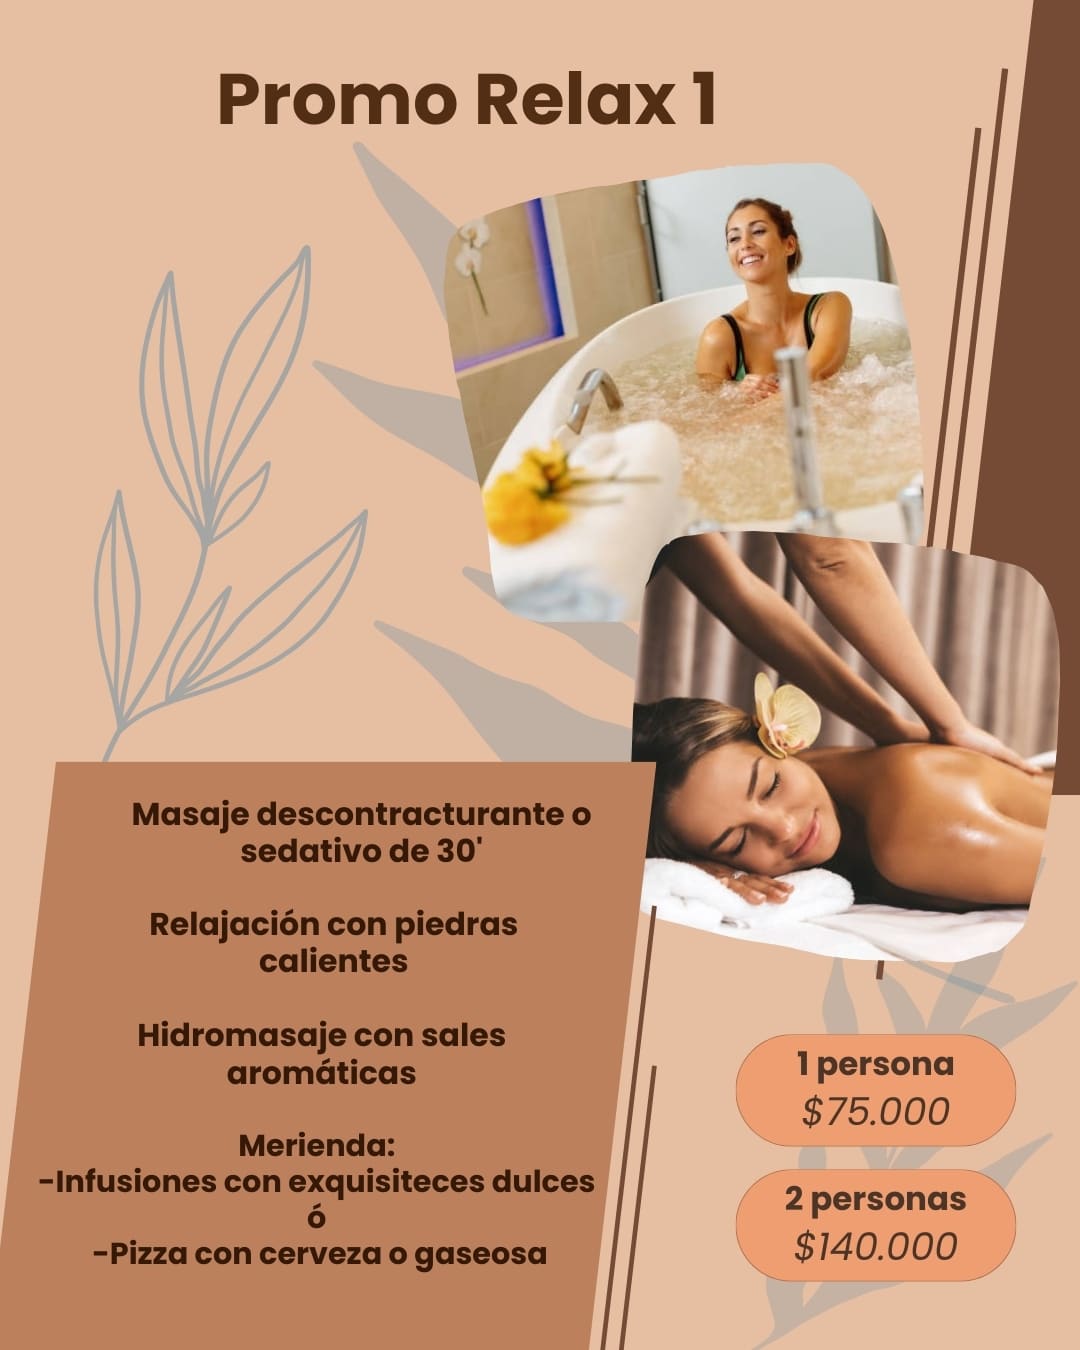 Promo Relax 1
Masaje descontracturante o
sedativo de 30'
Relajación con piedras
calientes
Hidromasaje con sales
aromáticas
Merienda:
-Infusiones con exquisiteces dulces
ó
-Pizza con cerveza o gaseosa
1 persona
$75.000
2 personas
$140.000